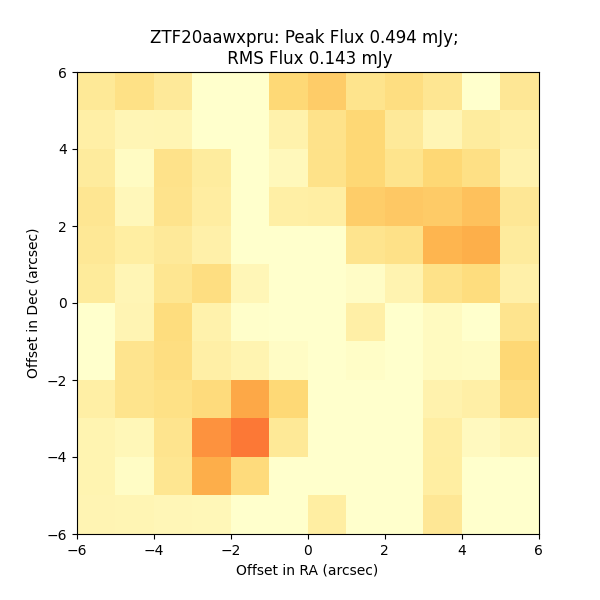 ZTF20aawxpru: Peak Flux 0.494 mJy;
RMS Flux 0.143 mJy
6
4
2
0
−2
−4
−6
Offset in Dec (arcsec)
−6 −4 −2 0 2 4 6
Offset in RA (arcsec)